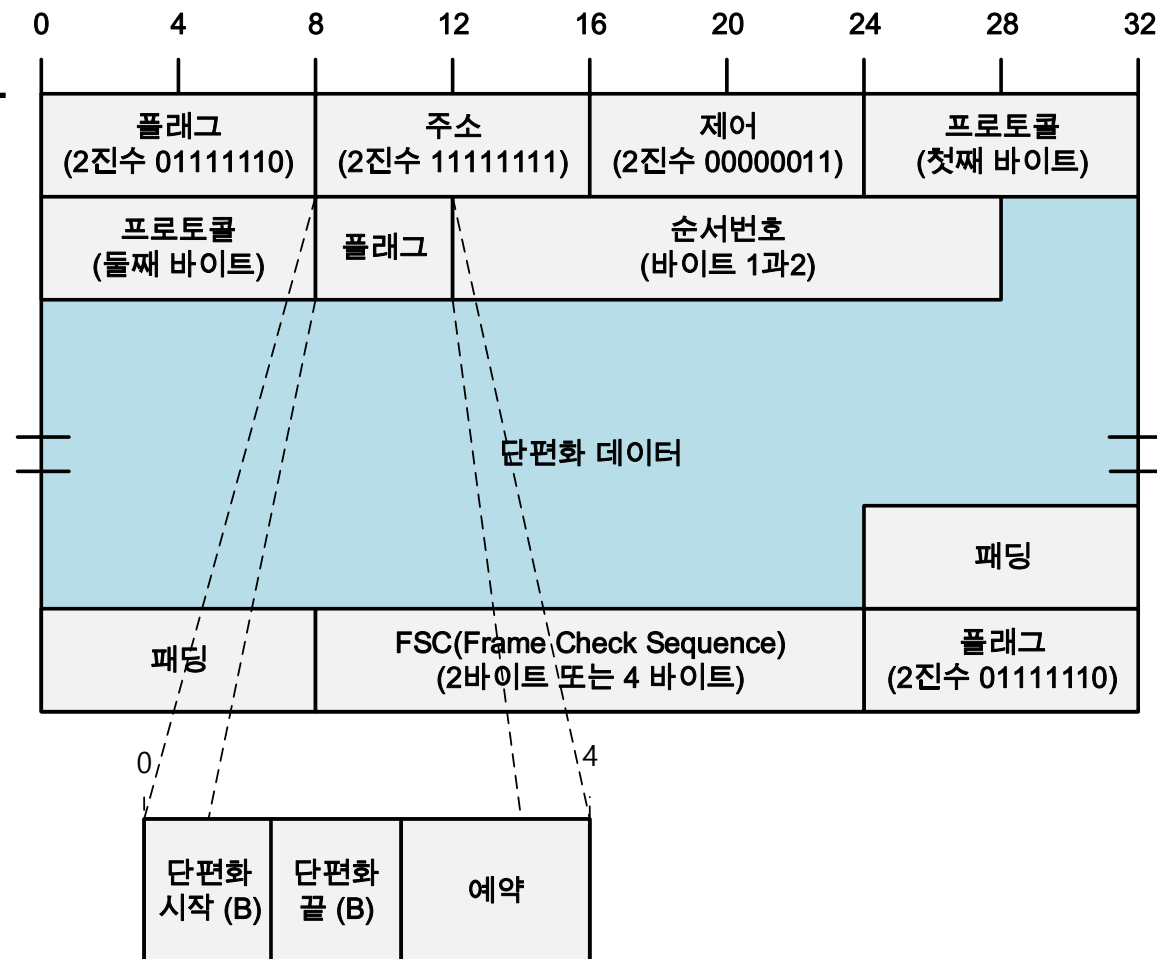 0 4 8 12 16 20 24 28 32
플래그
(2진수 01111110)
주소
(2진수 11111111)
제어
(2진수 00000011)
프로토콜
(첫째 바이트)
프로토콜
(둘째 바이트)
플래그
순서번호
(바이트 1과2)
단편화 데이터
패딩
패딩
FSC(Frame Check Sequence)
(2바이트 또는 4 바이트)
플래그
(2진수 01111110)
0 4
단편화
시작 (B)
단편화
끝 (B)
예약